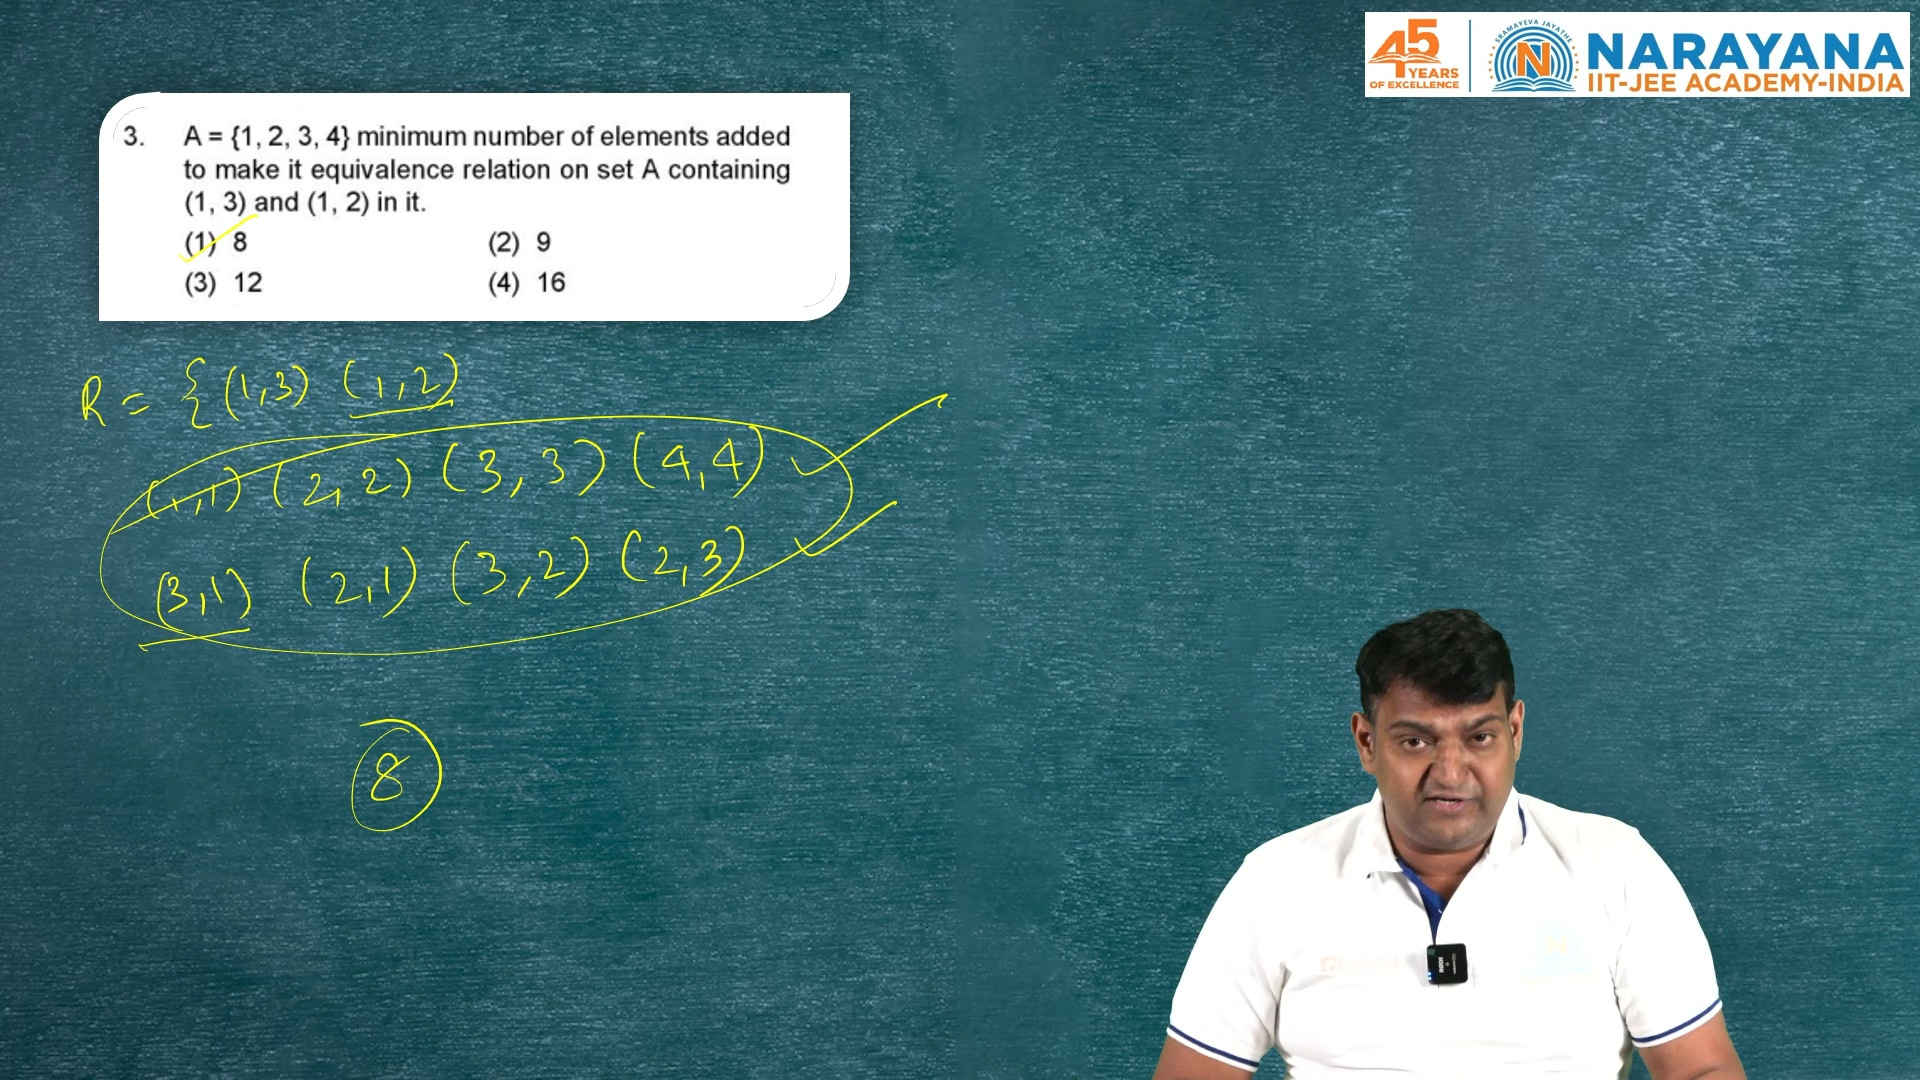 45
YEARS
OF EXCELLENCE
SRAMAYEVA JAYATHE
N
NARAYANA
IIT-JEE ACADEMY-INDIA
3. A = {1, 2, 3, 4} minimum number of elements added
to make it equivalence relation on set A containing
(1, 3) and (1, 2) in it.
(1) 8 (2) 9
(3) 12 (4) 16
R = { (1,3) (1,2)
(1,1) (2,2) (3,3) (4,4)
(3,1) (2,1) (3,2) (2,3)
8